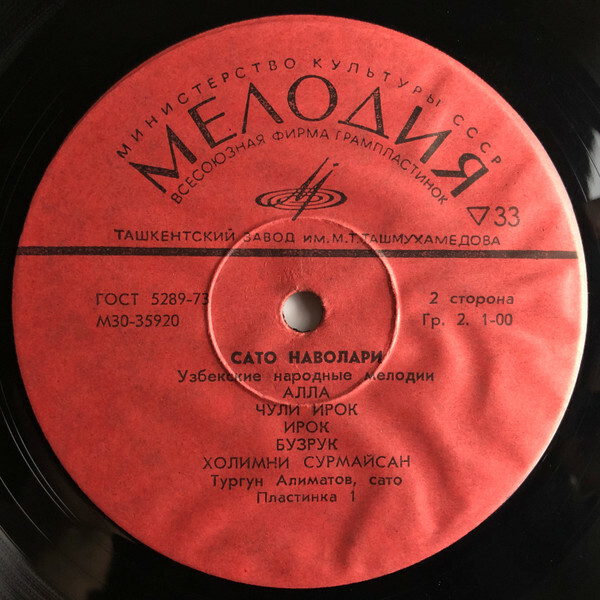 МИНИСТЕРСТВО КУЛЬТУРЫ СССР
МЕЛОДИЯ
ВСЕСОЮЗНАЯ ФИРМА ГРАМПЛАСТИНОК
33
ТАШКЕНТСКИЙ ЗАВОД ИМ. М.Т. ТАШМУХАМЕДОВА
ГОСТ 5289-73
2 сторона
М30-35920
Гр. 2. 1-00
САТО НАВОЛАРИ
Узбекские народные мелодии
АЛЛА
ЧУЛИ ИРОК
ИРОК
БУЗРУК
ХОЛИМНИ СУРМАЙСАН
Тургун Алиматов, сато
Пластинка 1